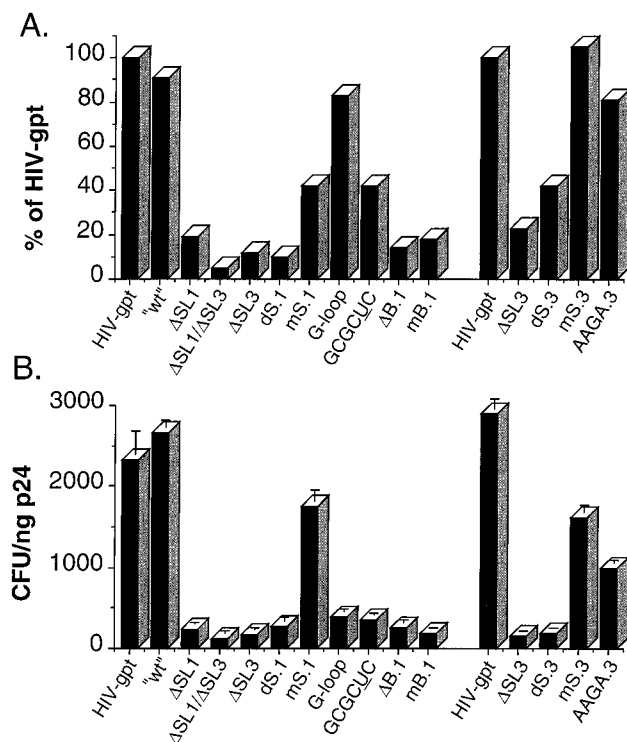 A.
% of HIV-gpt
100
80
60
40
20
0
HIV-gpt
"wt"
ΔSL1
ΔSL1/ΔSL3
ΔSL3
dS.1
mS.1
G-loop
GCGCUC
ΔB.1
mB.1
HIV-gpt
ΔSL3
dS.3
mS.3
AAGA.3
B.
CFU/ng p24
3000
2000
1000
0
HIV-gpt
"wt"
ΔSL1
ΔSL1/ΔSL3
ΔSL3
dS.1
mS.1
G-loop
GCGCUC
ΔB.1
mB.1
HIV-gpt
ΔSL3
dS.3
mS.3
AAGA.3